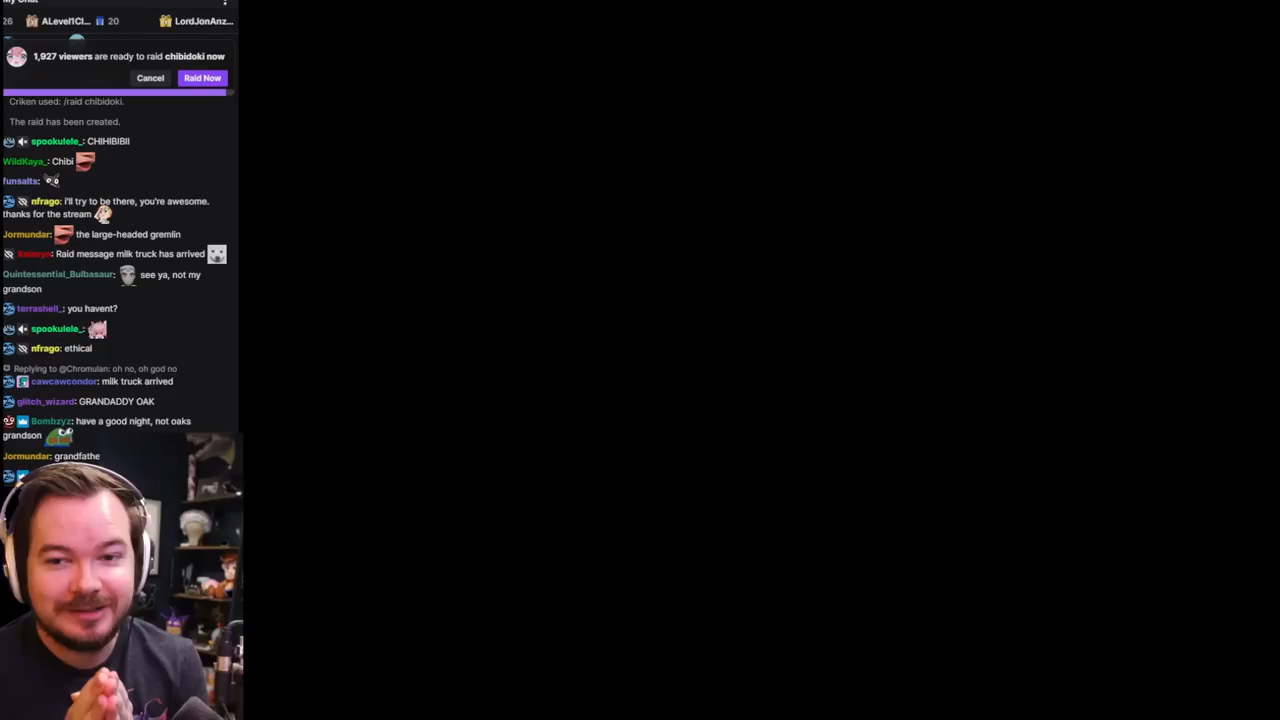 My Chat
26 ALevel1Cl... 20 LordJonAnz...
1,927 viewers are ready to raid chibidoki now
Cancel Raid Now
Criken used: /raid chibidoki.
The raid has been created.
spookulele_: CHIHIBIBII
WildKaya_: Chibi
funsalts:
nfrago: i'll try to be there, you're awesome.
thanks for the stream
Jormundar: the large-headed gremlin
Raid message milk truck has arrived
Quintessential_Bulbasaur: see ya, not my
grandson
terrashell_: you havent?
spookulele_:
nfrago: ethical
Replying to @Chromulan: oh no, oh god no
cawcawcondor: milk truck arrived
glitch_wizard: GRANDADDY OAK
Bombzyz: have a good night, not oaks
grandson
Jormundar: grandfathe